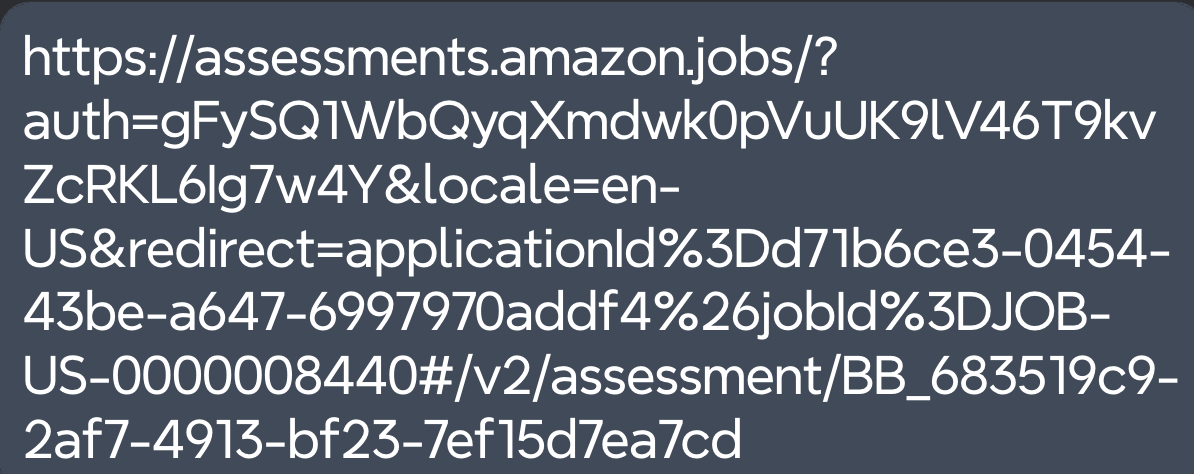 https://assessments.amazon.jobs/?
auth=gFySQ1WbQyqXmdwk0pVuUK9lV46T9kv
ZcRKL6Ig7w4Y&locale=en-
US&redirect=applicationId%3Dd71b6ce3-0454-
43be-a647-6997970addf4%26jobId%3DJOB-
US-0000008440#/v2/assessment/BB_683519c9-
2af7-4913-bf23-7ef15d7ea7cd